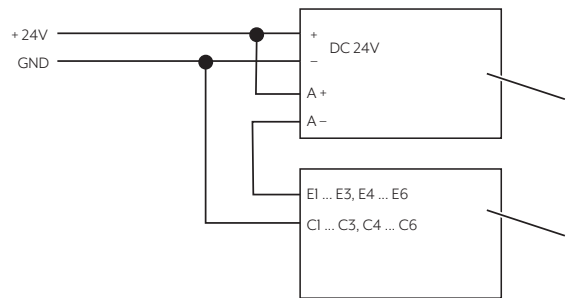 + 24V
+
DC 24V
GND
–
A +
A –
E1 ... E3, E4 ... E6
C1 ... C3, C4 ... C6